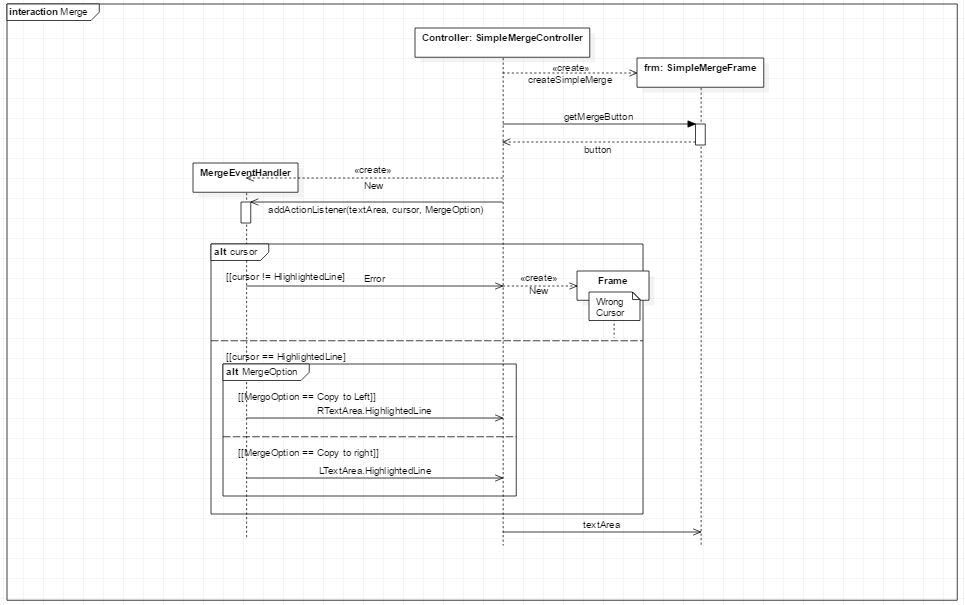 interaction Merge
Controller: SimpleMergeController
«create»
createSimpleMerge
frm: SimpleMergeFrame
getMergeButton
button
MergeEventHandler
«create»
New
addActionListener(textArea, cursor, MergeOption)
alt cursor
[[cursor != HighlightedLine]
Error
«create»
New
Frame
Wrong
Cursor
[[cursor == HighlightedLine]
alt MergeOption
[[MergoOption == Copy to Left]]
RTextArea.HighlightedLine
[[MergeOption == Copy to right]]
LTextArea.HighlightedLine
textArea